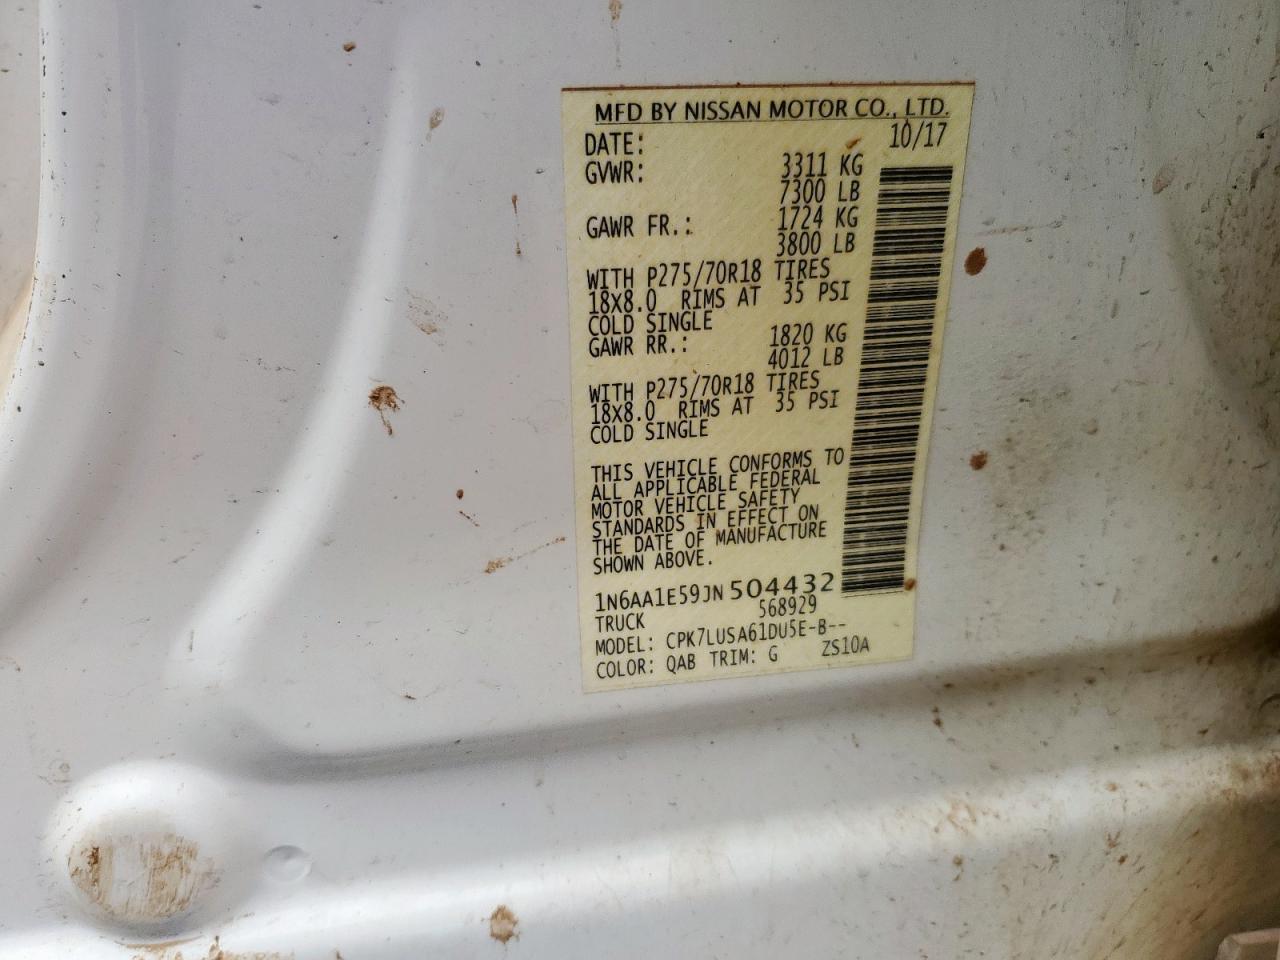 MFD BY NISSAN MOTOR CO., LTD.
DATE: 10/17
GVWR: 3311 KG
7300 LB
GAWR FR.: 1724 KG
3800 LB
WITH P275/70R18 TIRES
18X8.0 RIMS AT 35 PSI
COLD SINGLE
GAWR RR.: 1820 KG
4012 LB
WITH P275/70R18 TIRES
18X8.0 RIMS AT 35 PSI
COLD SINGLE
THIS VEHICLE CONFORMS TO
ALL APPLICABLE FEDERAL
MOTOR VEHICLE SAFETY
STANDARDS IN EFFECT ON
THE DATE OF MANUFACTURE
SHOWN ABOVE.
1N6AA1E59JN504432
TRUCK 568929
MODEL: CPK7LUSA61DU5E-B--
COLOR: QAB TRIM: G ZS10A